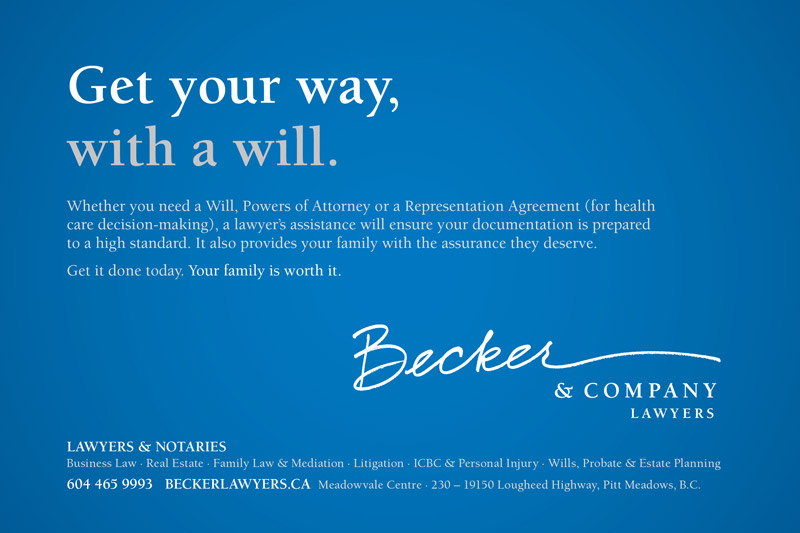 Get your way,
with a will.
Whether you need a Will, Powers of Attorney or a Representation Agreement (for health
care decision-making), a lawyer's assistance will ensure your documentation is prepared
to a high standard. It also provides your family with the assurance they deserve.
Get it done today. Your family is worth it.
Becker
& COMPANY
LAWYERS
LAWYERS & NOTARIES
Business Law · Real Estate · Family Law & Mediation · Litigation · ICBC & Personal Injury · Wills, Probate & Estate Planning
604 465 9993 BECKERLAWYERS.CA Meadowvale Centre · 230 – 19150 Lougheed Highway, Pitt Meadows, B.C.